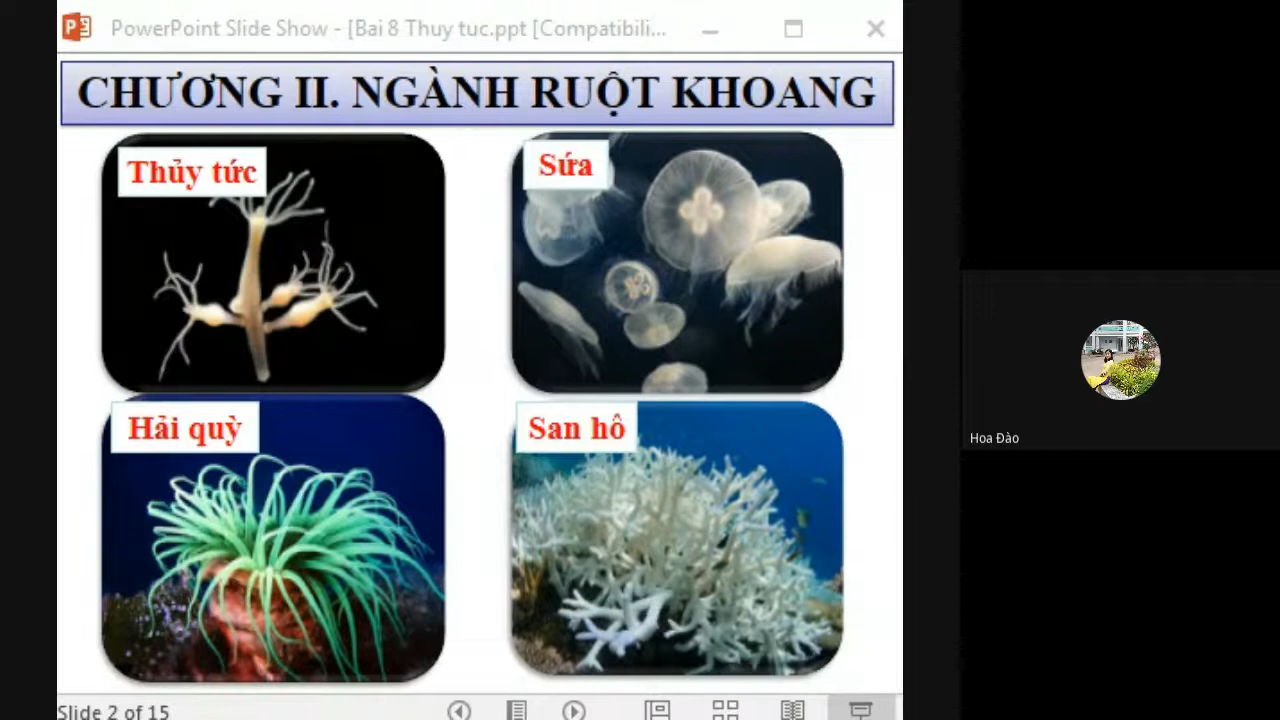 PowerPoint Slide Show - [Bai 8 Thuy tuc.ppt [Compatibili...
CHƯƠNG II. NGÀNH RUỘT KHOANG
Thủy tức
Sứa
Hải quỳ
San hô
Hoa Đào
Slide 2 of 15